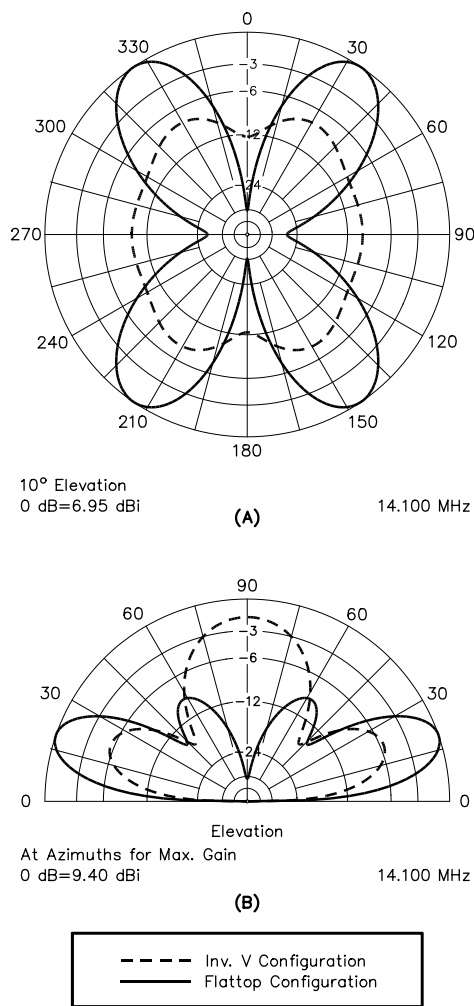 0
330
30
-3
-6
300
60
-12
-24
270
90
240
120
210
150
180
10° Elevation
0 dB=6.95 dBi
(A)
14.100 MHz
90
60
60
-3
-6
30
30
-12
-24
0
0
Elevation
At Azimuths for Max. Gain
0 dB=9.40 dBi
14.100 MHz
(B)
Inv. V Configuration
Flattop Configuration